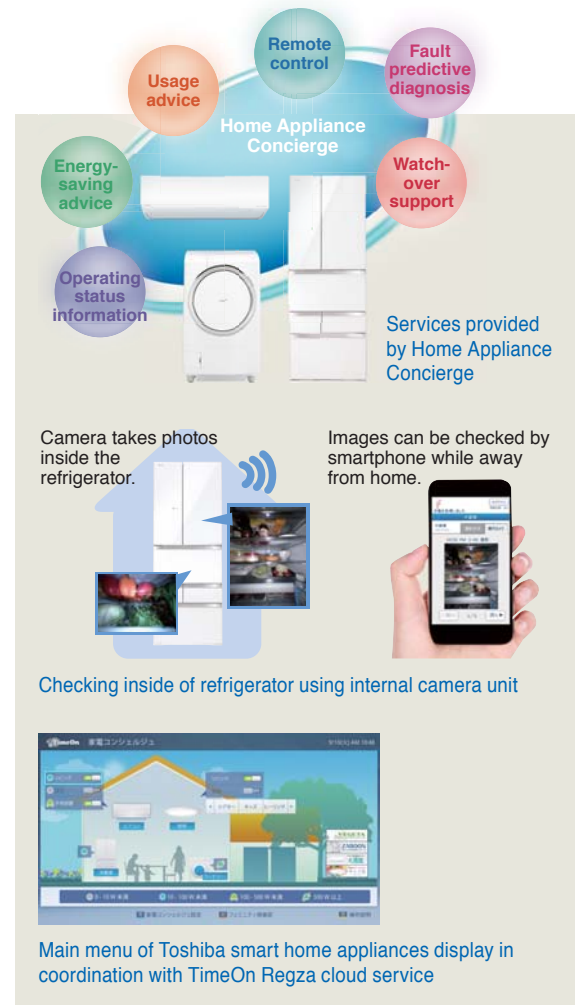 Remote
control
Fault
predictive
diagnosis
Usage
advice
Home Appliance
Concierge
Energy-
saving
advice
Watch-
over
support
Operating
status
information
Services provided
by Home Appliance
Concierge
Camera takes photos
inside the
refrigerator.
Images can be checked by
smartphone while away
from home.
Checking inside of refrigerator using internal camera unit
TimeOn 家電コンシェルジュ
Main menu of Toshiba smart home appliances display in
coordination with TimeOn Regza cloud service